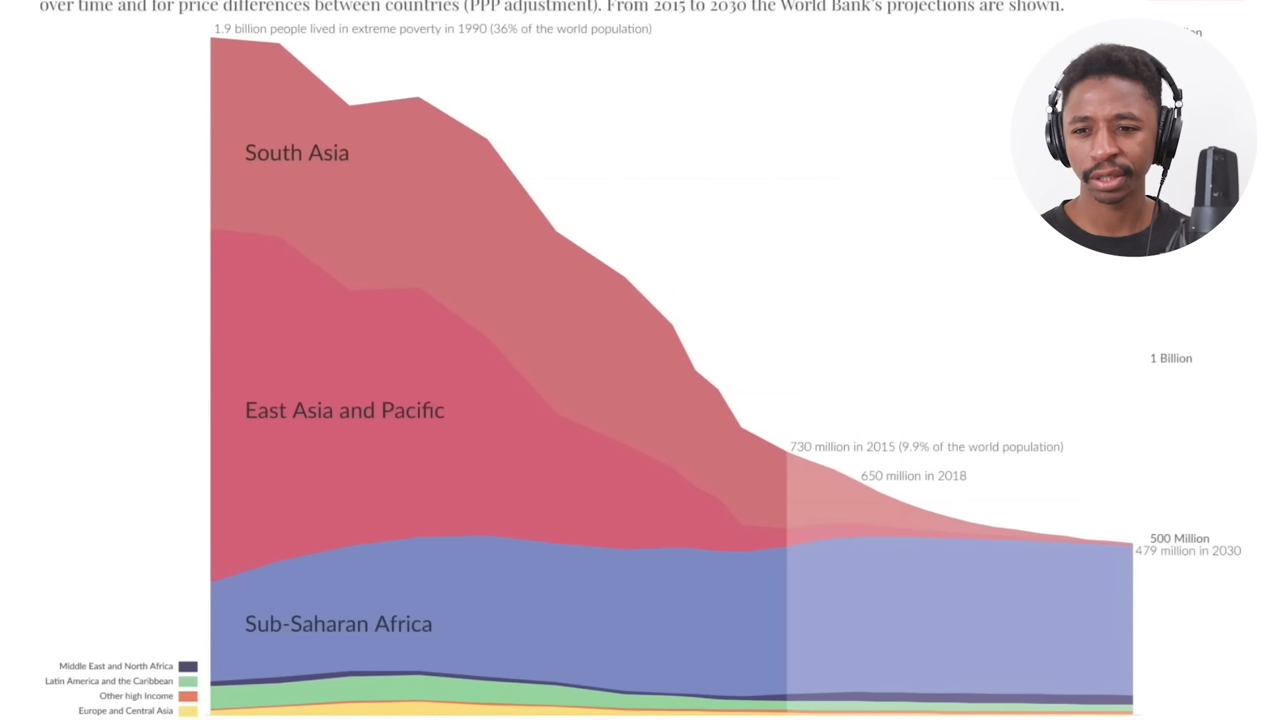 over time and for price differences between countries (PPP adjustment). From 2015 to 2030 the World Bank's projections are shown.
1.9 billion people lived in extreme poverty in 1990 (36% of the world population)
South Asia
1 Billion
East Asia and Pacific
730 million in 2015 (9.9% of the world population)
650 million in 2018
500 Million
479 million in 2030
Sub-Saharan Africa
Middle East and North Africa
Latin America and the Caribbean
Other high Income
Europe and Central Asia